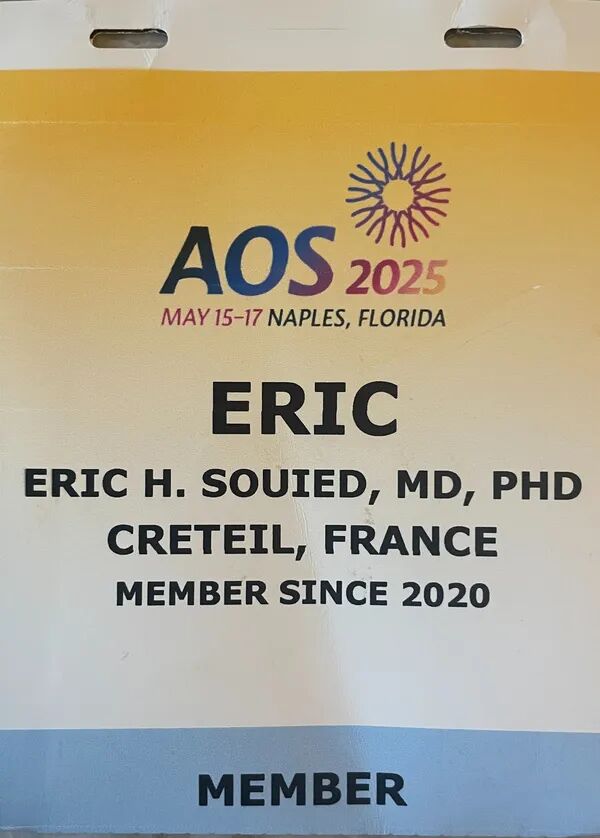 AOS 2025
MAY 15–17 NAPLES, FLORIDA
ERIC
ERIC H. SOUIED, MD, PHD
CRETEIL, FRANCE
MEMBER SINCE 2020
MEMBER